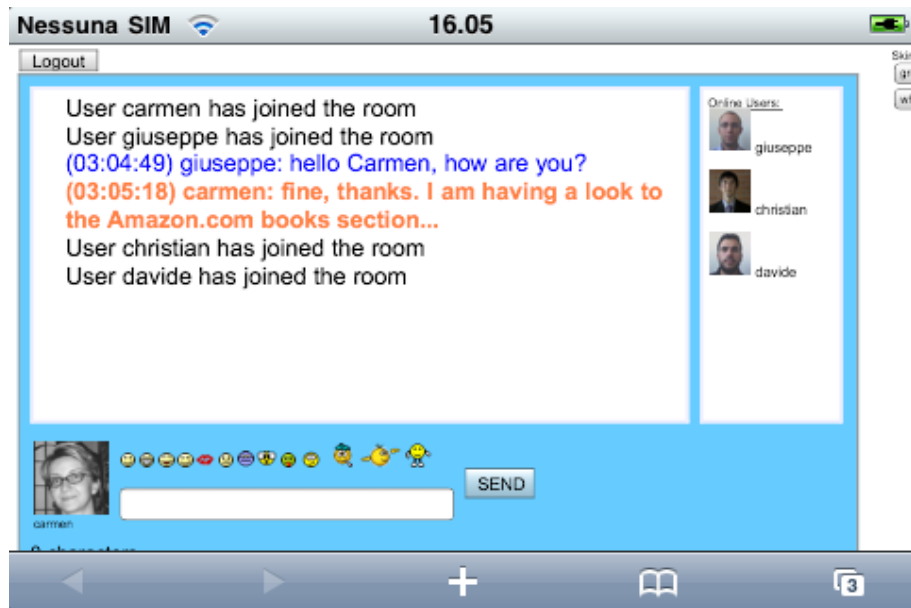 Nessuna SIM 16.05
Logout
User carmen has joined the room
User giuseppe has joined the room
(03:04:49) giuseppe: hello Carmen, how are you?
(03:05:18) carmen: fine, thanks. I am having a look to
the Amazon.com books section...
User christian has joined the room
User davide has joined the room
Online Users:
giuseppe
christian
davide
carmen
SEND
3